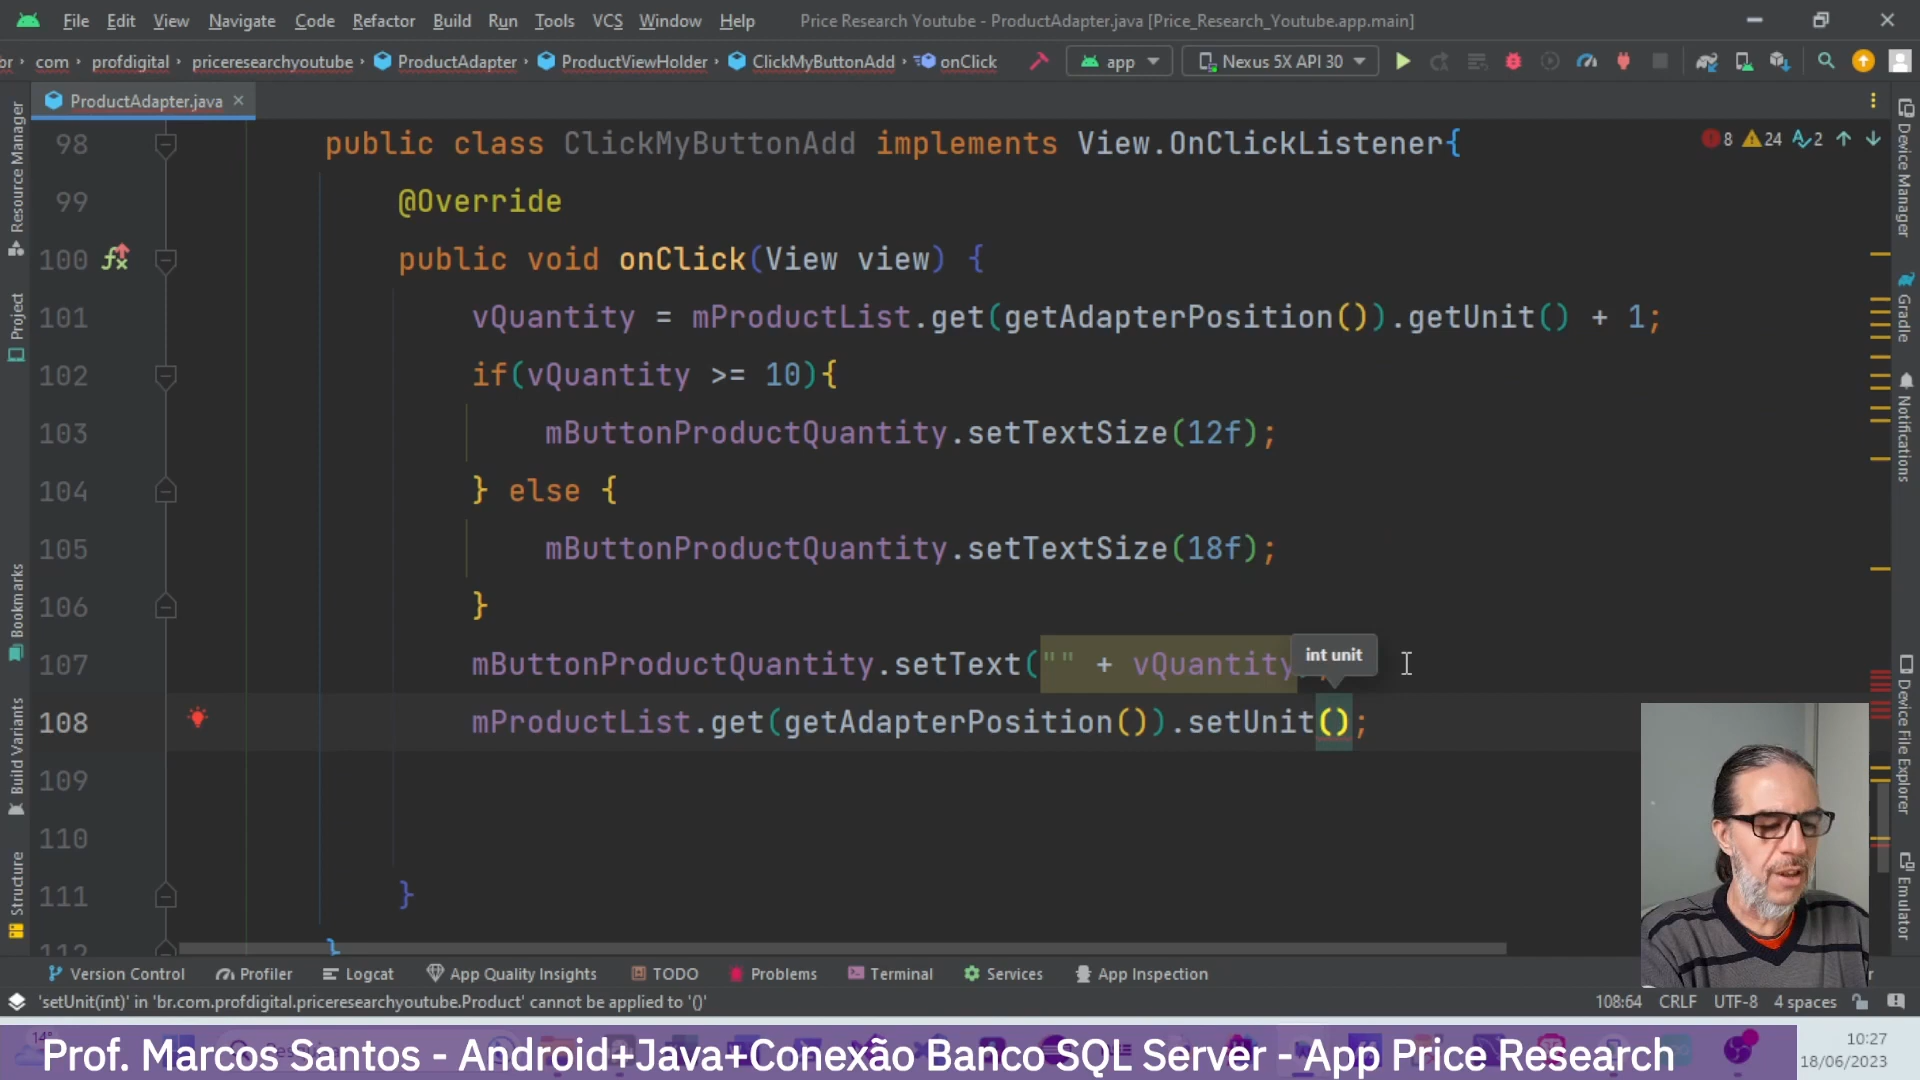 File Edit View Navigate Code Refactor Build Run Tools VCS Window Help Price Research Youtube - ProductAdapter.java [Price_Research_Youtube.app.main]
br com profdigital priceresearchyoutube ProductAdapter ProductViewHolder ClickMyButtonAdd onClick app Nexus 5X API 30
ProductAdapter.java
98 public class ClickMyButtonAdd implements View.OnClickListener{ 8 24 2
99 @Override
100 public void onClick(View view) {
101 vQuantity = mProductList.get(getAdapterPosition()).getUnit() + 1;
102 if(vQuantity >= 10){
103 mButtonProductQuantity.setTextSize(12f);
104 } else {
105 mButtonProductQuantity.setTextSize(18f);
106 }
int unit
107 mButtonProductQuantity.setText("" + vQuantity
108 mProductList.get(getAdapterPosition()).setUnit();
109
110
111 }
112 }
Resource Manager
Project
Bookmarks
Build Variants
Structure
Device Manager
Gradle
Notifications
Device File Explorer
Emulator
Version Control Profiler Logcat App Quality Insights TODO Problems Terminal Services App Inspection
'setUnit(int)' in 'br.com.profdigital.priceresearchyoutube.Product' cannot be applied to '()' 108:64 CRLF UTF-8 4 spaces
Prof. Marcos Santos - Android+Java+Conexão Banco SQL Server - App Price Research
10:27
18/06/2023